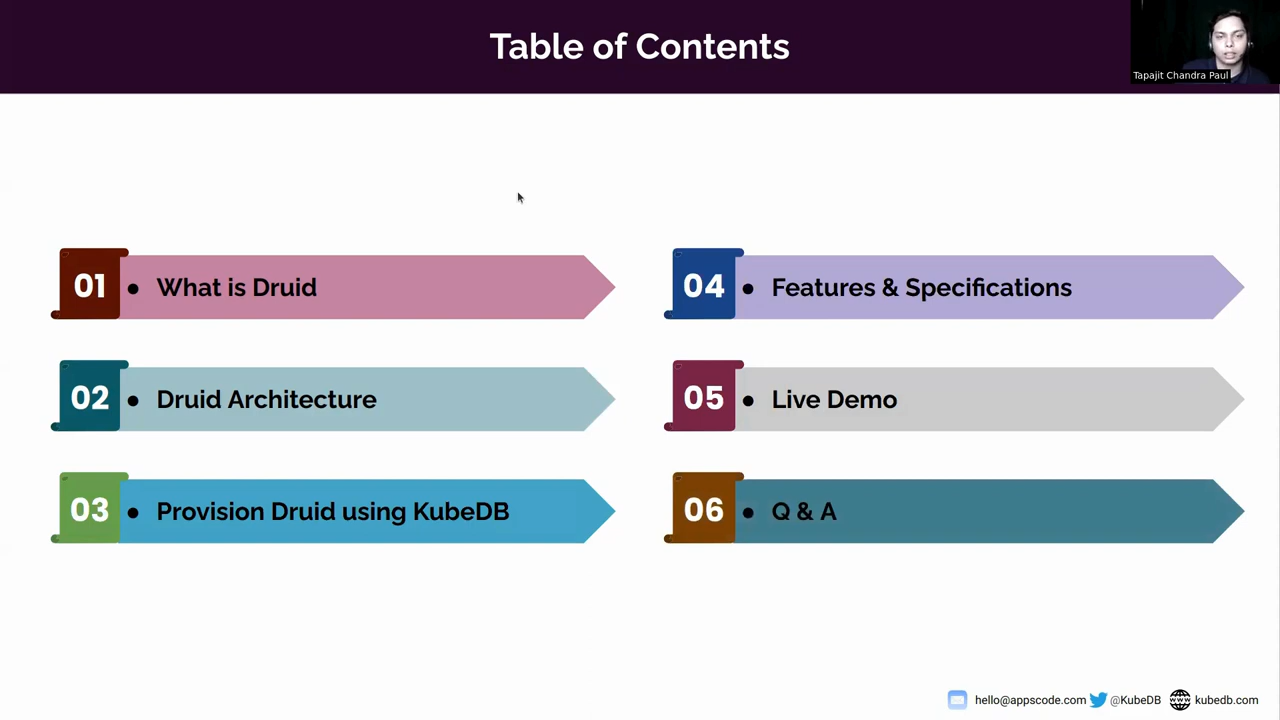 Table of Contents
Tapajit Chandra Paul
01 • What is Druid
02 • Druid Architecture
03 • Provision Druid using KubeDB
04 • Features & Specifications
05 • Live Demo
06 • Q & A
hello@appscode.com @KubeDB kubedb.com